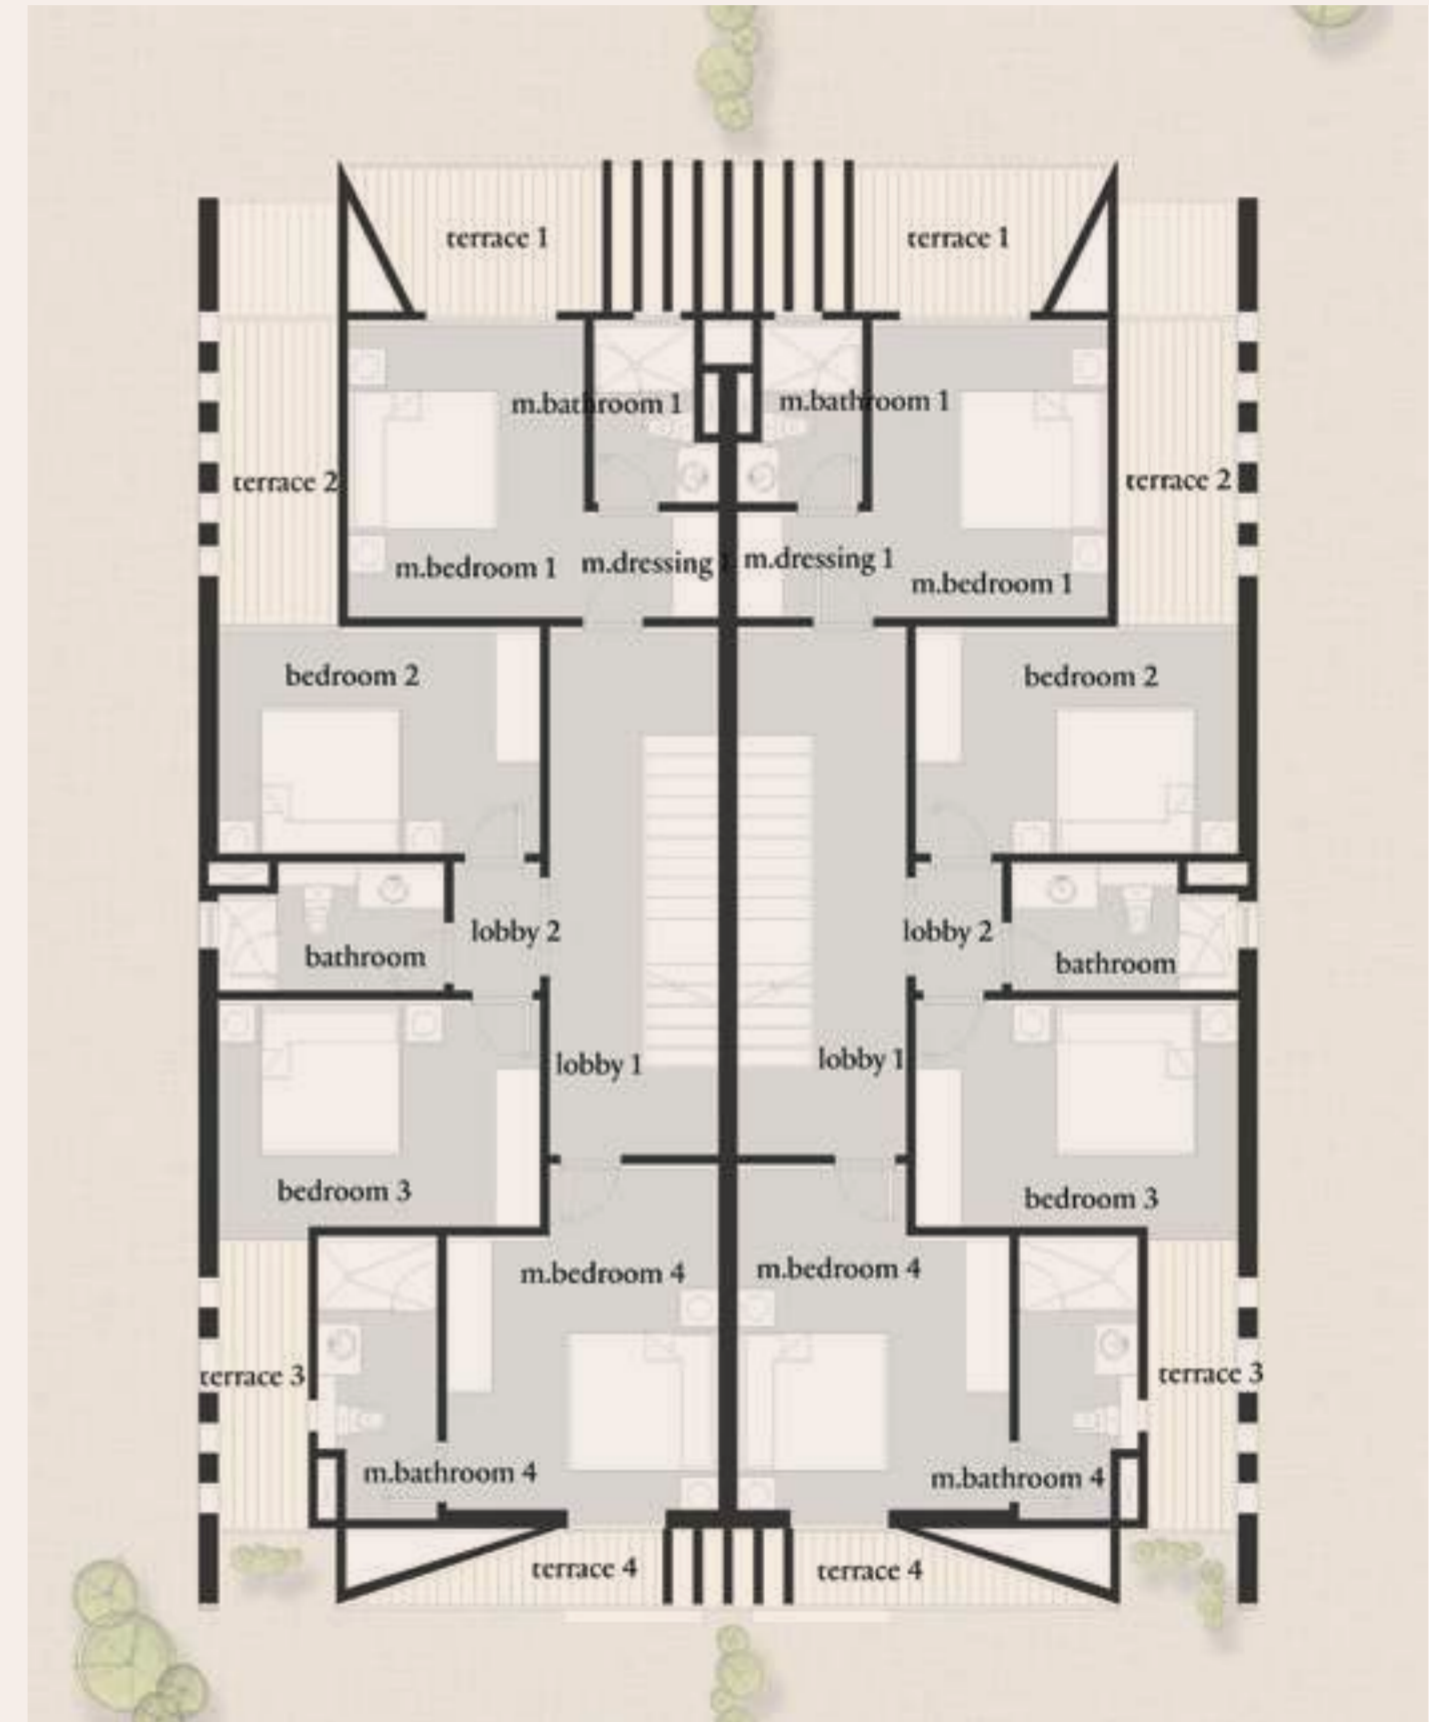 terrace 1
terrace 1
m.bathroom 1
m.bathroom 1
terrace 2
terrace 2
m.bedroom 1
m.dressing 1
m.dressing 1
m.bedroom 1
bedroom 2
bedroom 2
lobby 2
lobby 2
bathroom
bathroom
lobby 1
lobby 1
bedroom 3
bedroom 3
m.bedroom 4
m.bedroom 4
terrace 3
terrace 3
m.bathroom 4
m.bathroom 4
terrace 4
terrace 4